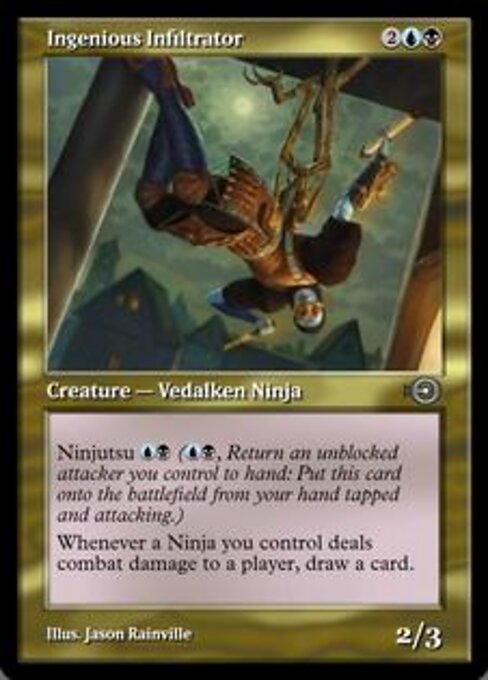 Ingenious Infiltrator 2
Creature — Vedalken Ninja
Ninjutsu ( , Return an unblocked
attacker you control to hand: Put this card
onto the battlefield from your hand tapped
and attacking.)
Whenever a Ninja you control deals
combat damage to a player, draw a card.
Illus. Jason Rainville
2/3